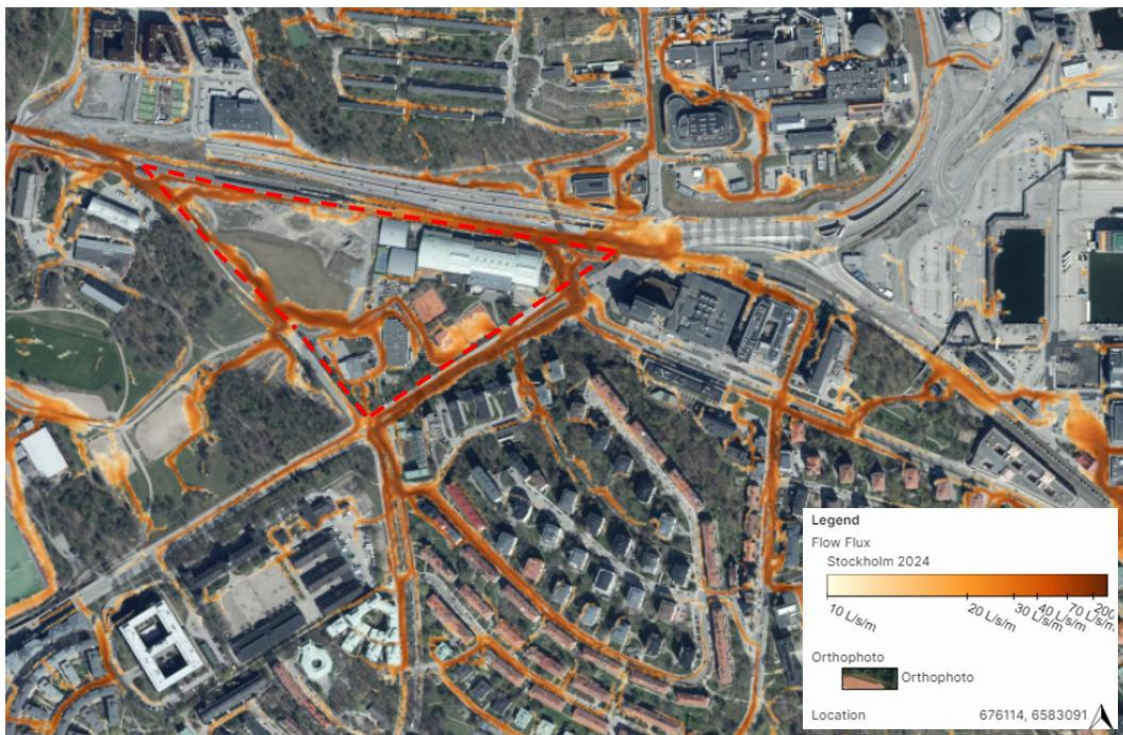 Legend
Flow Flux
Stockholm 2024
10 L/s/m
20 L/s/m
30 L/s/m
40 L/s/m
70 L/s/m
200
Orthophoto
Orthophoto
Location 676114, 6583091